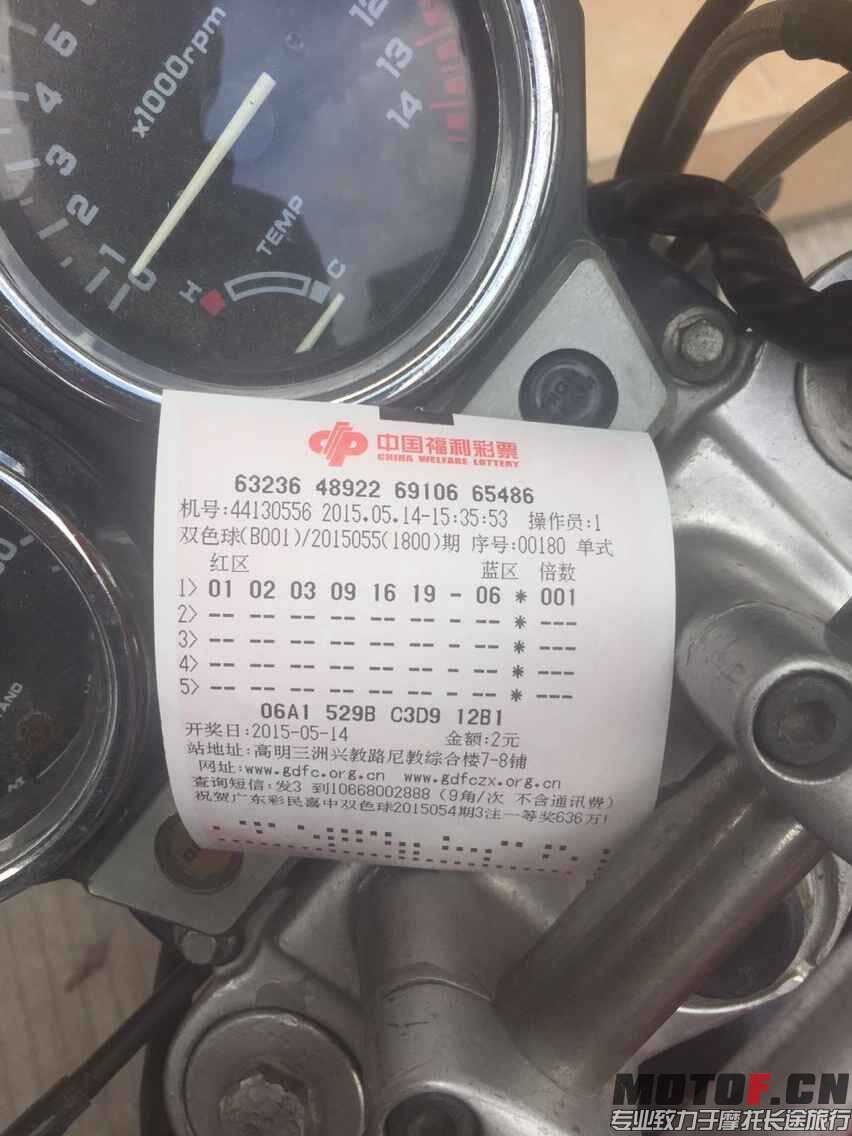 5
4
3
2
1
0
x1000rpm
12
13
14
TEMP
H
C
中国福利彩票
CHINA WELFARE LOTTERY
63236 48922 69106 65486
机号:44130556 2015.05.14-15:35:53 操作员:1
双色球(B001)/2015055(1800)期 序号:00180 单式
红区 蓝区 倍数
1> 01 02 03 09 16 19 - 06 * 001
2> -- -- -- -- -- -- - -- * ---
3> -- -- -- -- -- -- - -- * ---
4> -- -- -- -- -- -- - -- * ---
5> -- -- -- -- -- -- - -- * ---
06A1 529B C3D9 12B1
开奖日:2015-05-14 金额:2元
站地址:高明三洲兴教路尼教綜合楼7-8铺
网址:www.gdfc.org.cn www.gdfczx.org.cn
查询短信:发3 到10668002888 (9角/次 不含通讯费)
祝贺广东彩民喜中双色球2015054期3注一等奖636万!
MOTOF.CN
专业致力于摩托长途旅行